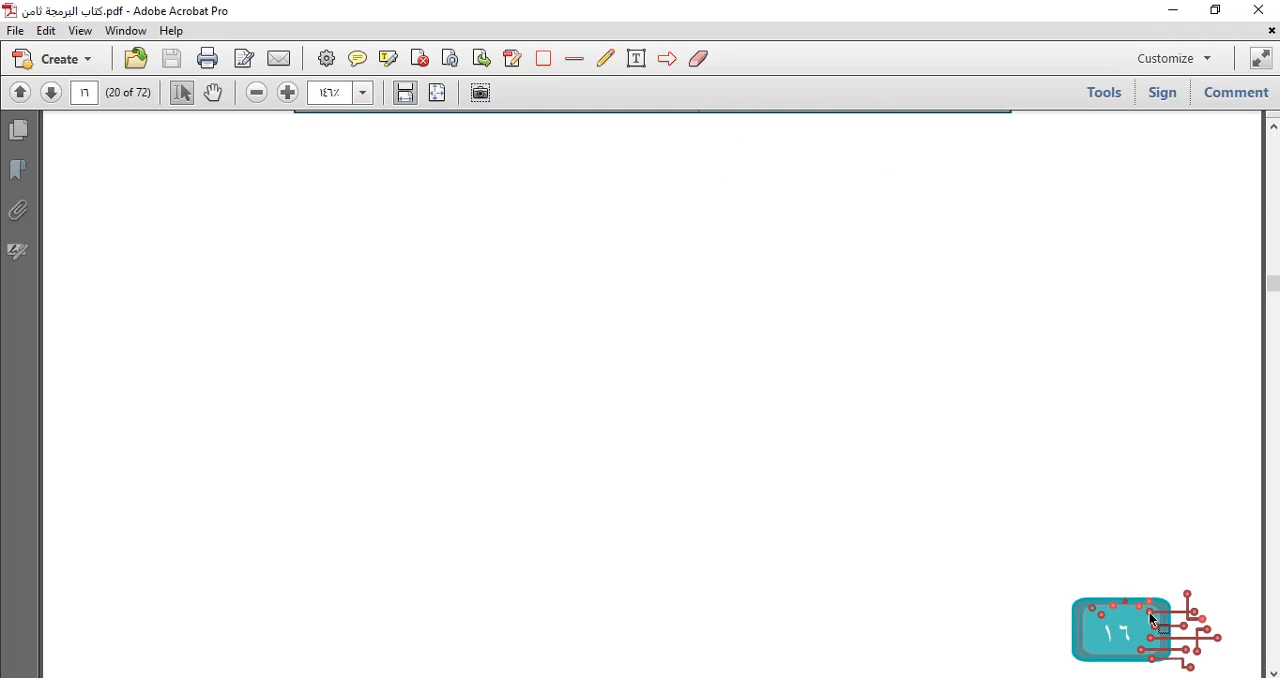 كتاب البرمجة ثامن.pdf - Adobe Acrobat Pro
File Edit View Window Help
Create Customize
١٦ (20 of 72) ١٤٦٪ Tools Sign Comment
١٦